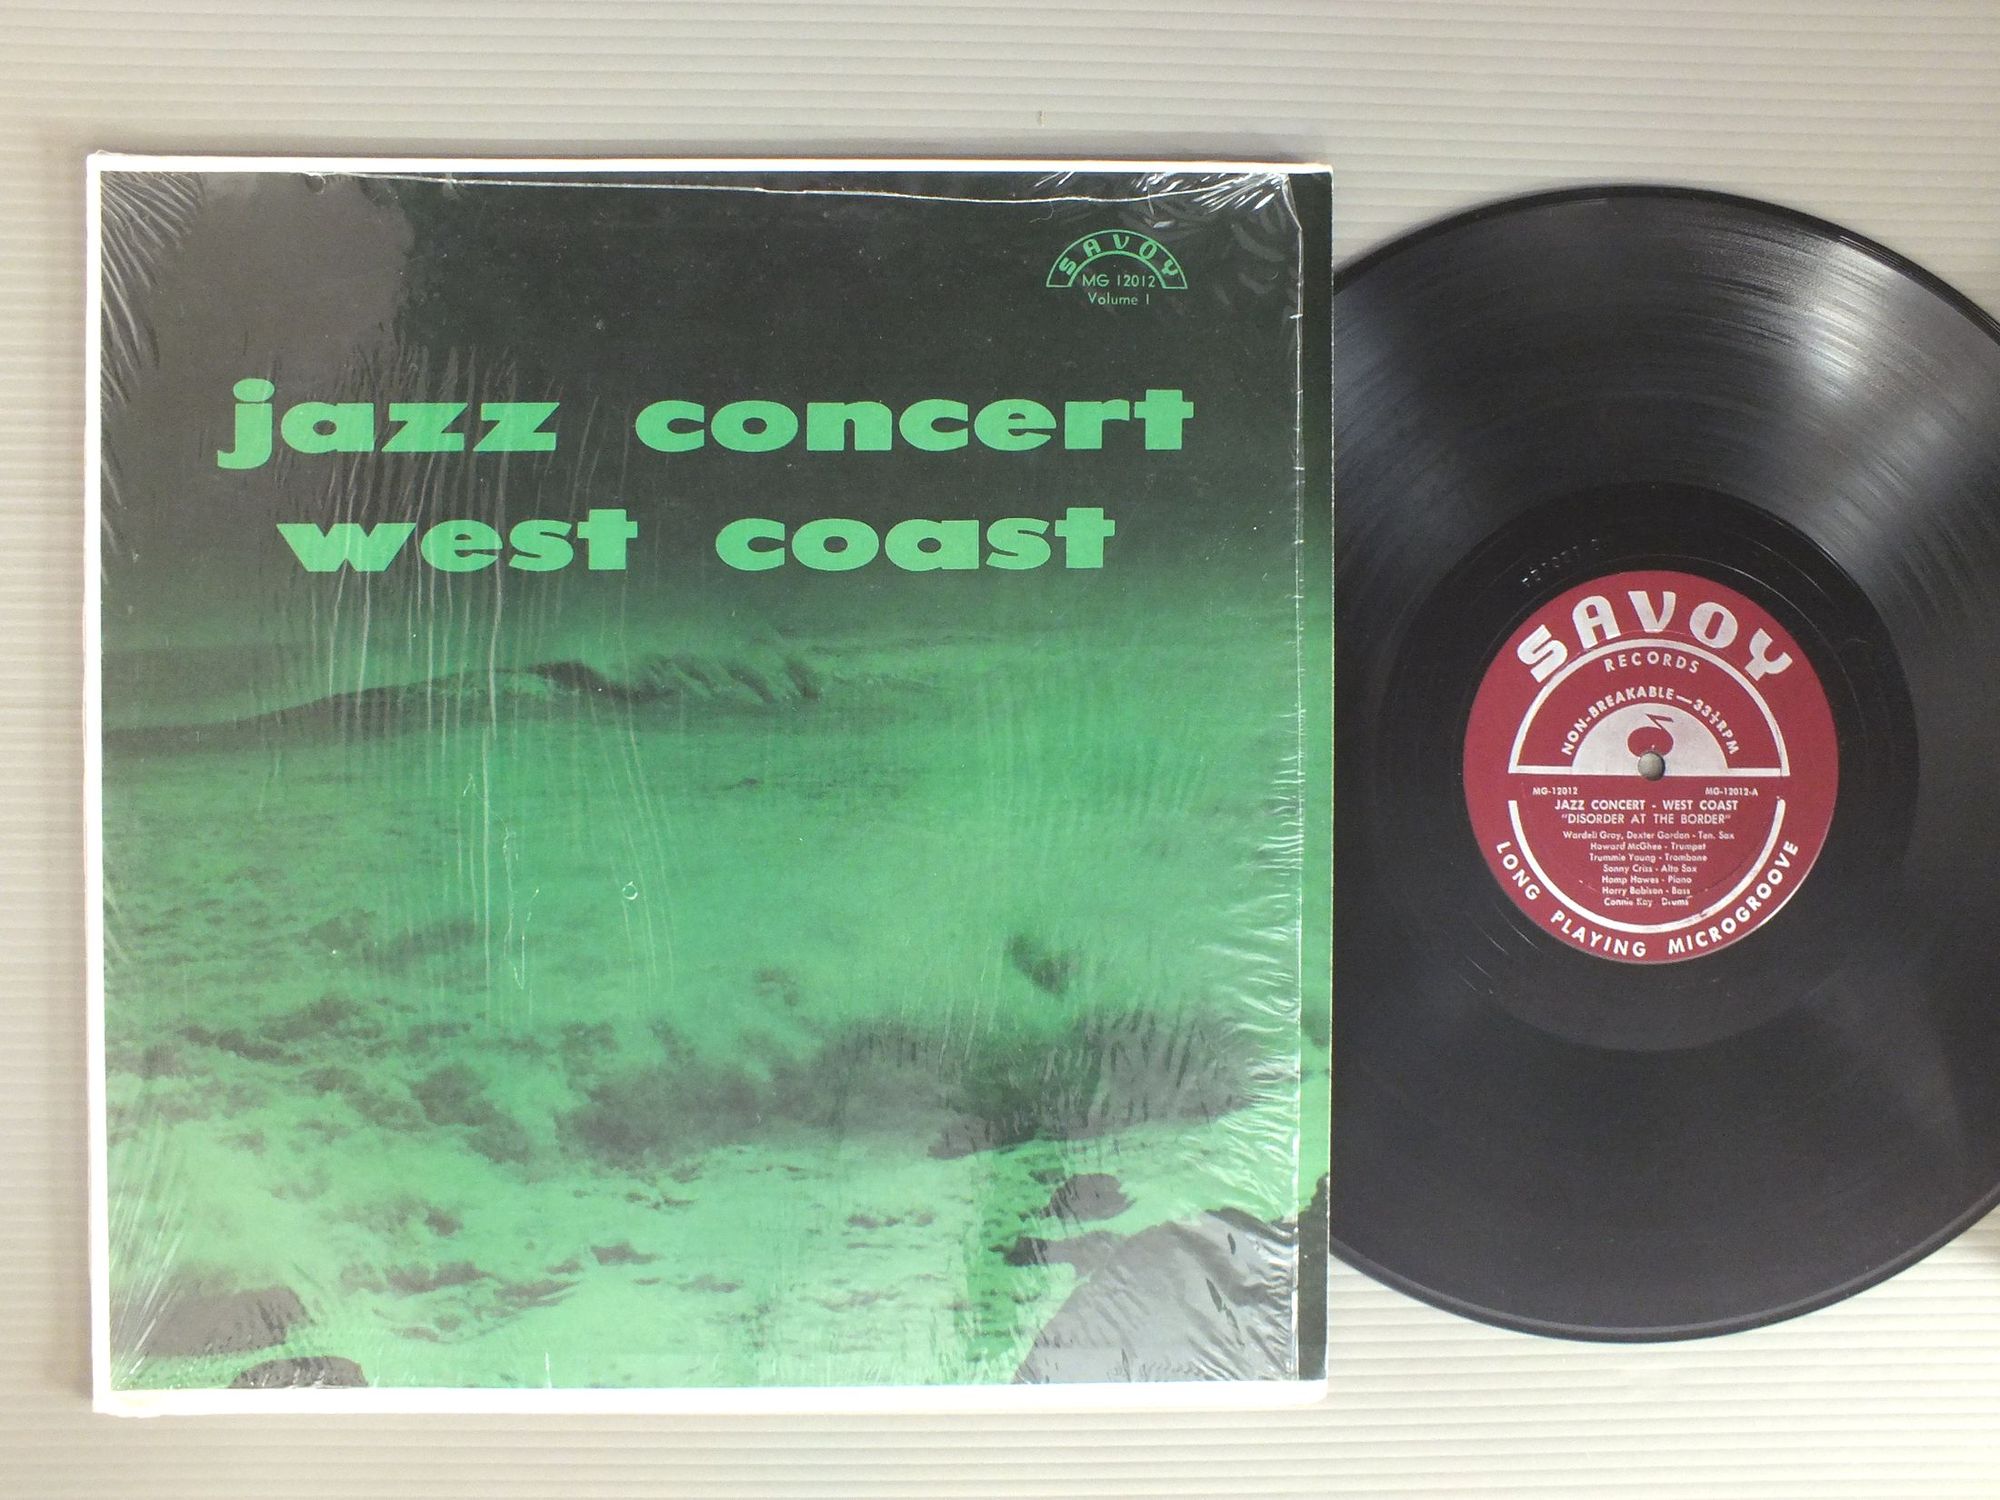 SAVOY
MG 12012
Volume 1
jazz concert
west coast
SAVOY
RECORDS
NON-BREAKABLE—33⅓RPM
MG-12012 MG-12012-A
JAZZ CONCERT - WEST COAST
"DISORDER AT THE BORDER"
Wardell Gray, Dexter Gordon - Ten. Sax
Howard McGhee - Trumpet
Trummie Young - Trombone
Sonny Criss - Alto Sax
Hamp Hawes - Piano
Harry Babison - Bass
Connie Kay Drums
LONG PLAYING MICROGROOVE